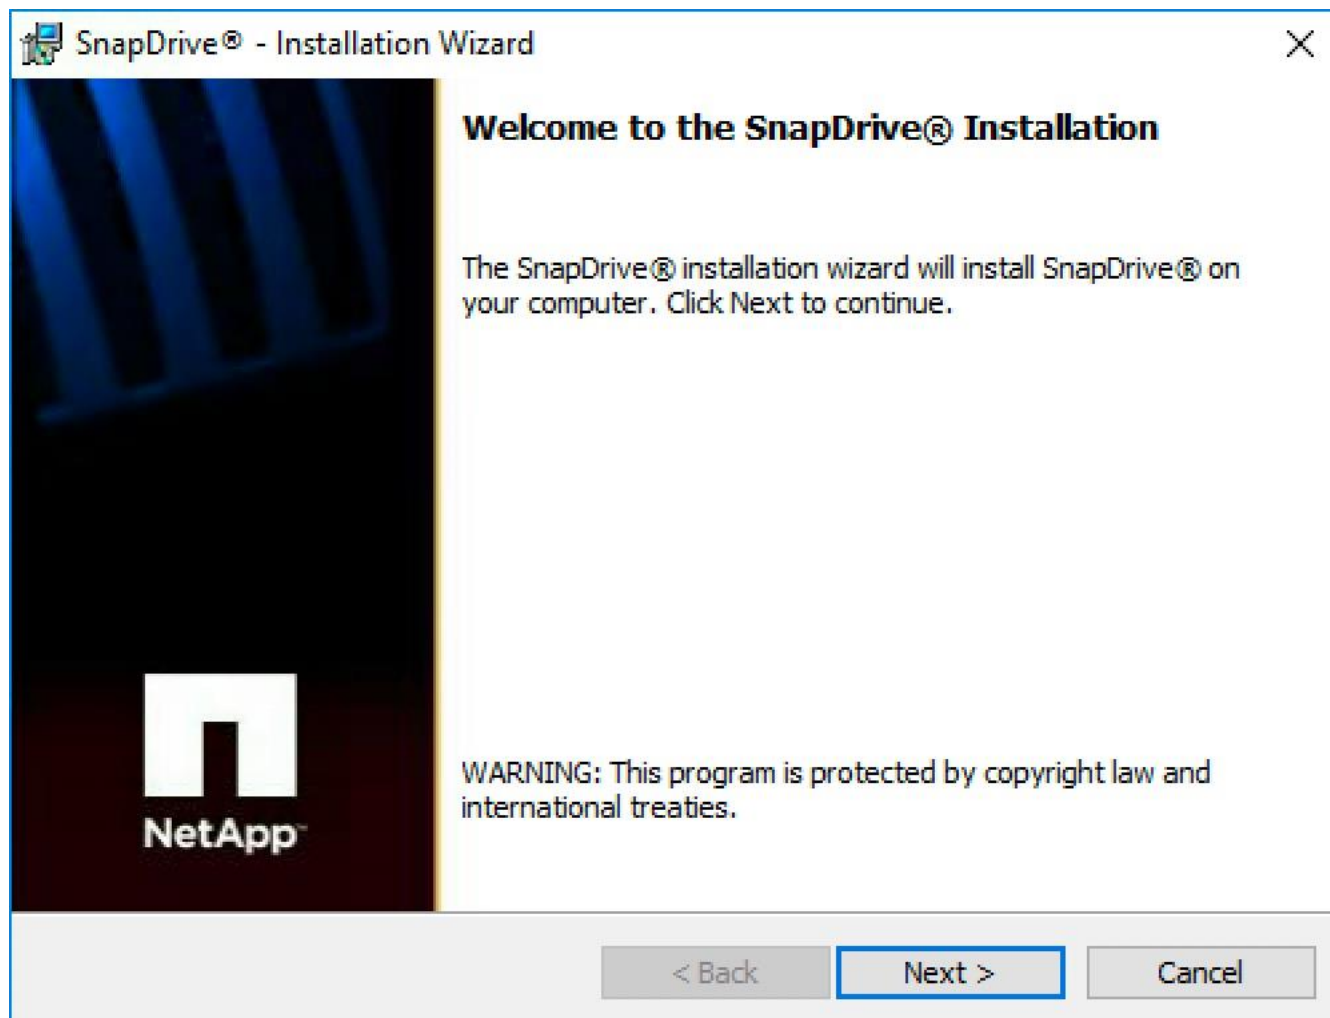 SnapDrive® - Installation Wizard
Welcome to the SnapDrive® Installation
The SnapDrive® installation wizard will install SnapDrive® on
your computer. Click Next to continue.
WARNING: This program is protected by copyright law and
international treaties.
NetApp™
< Back
Next >
Cancel